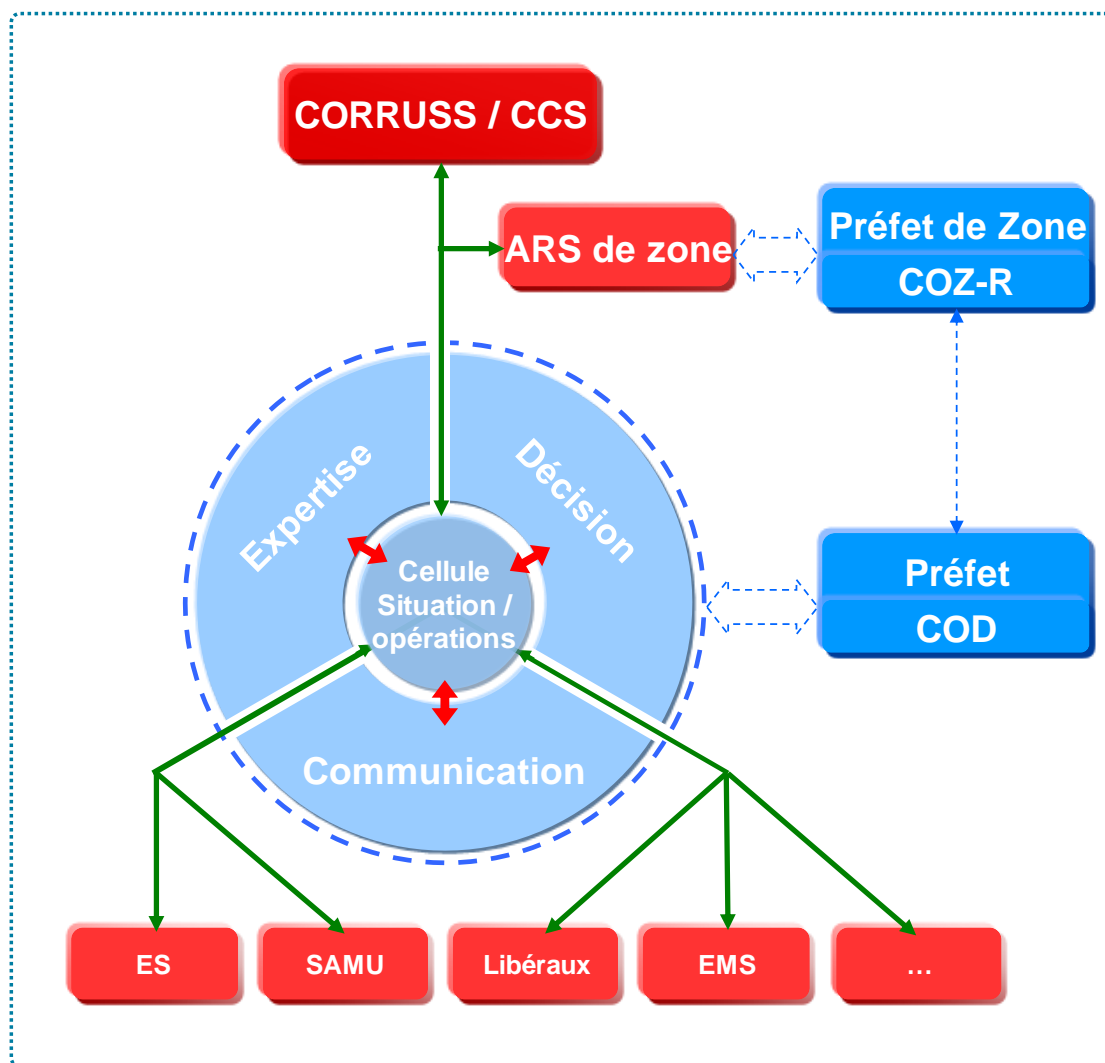 CORRUSS / CCS
ARS de zone
Préfet de Zone
COZ-R
Expertise
Décision
Cellule
Situation /
opérations
Préfet
COD
Communication
ES
SAMU
Libéraux
EMS
...